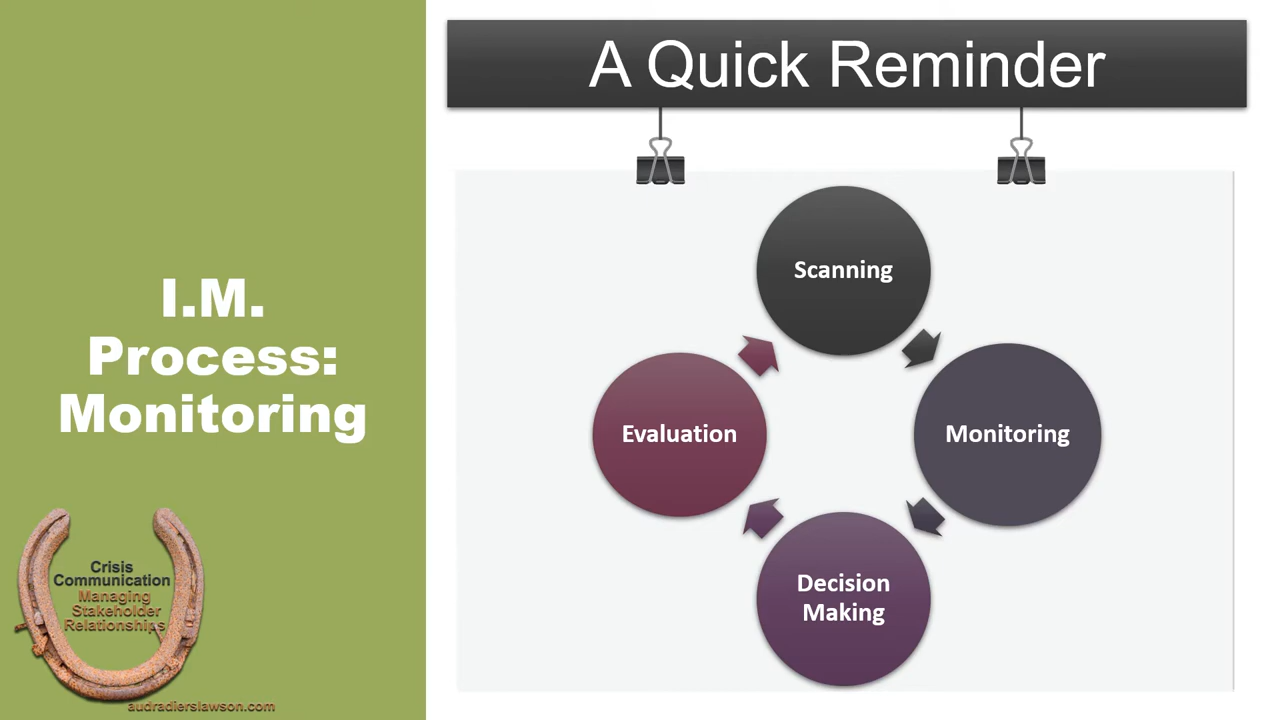 A Quick Reminder
I.M.
Process:
Monitoring
Scanning
Monitoring
Decision
Making
Evaluation
Crisis
Communication
Managing
Stakeholder
Relationships
audradierslawson.com